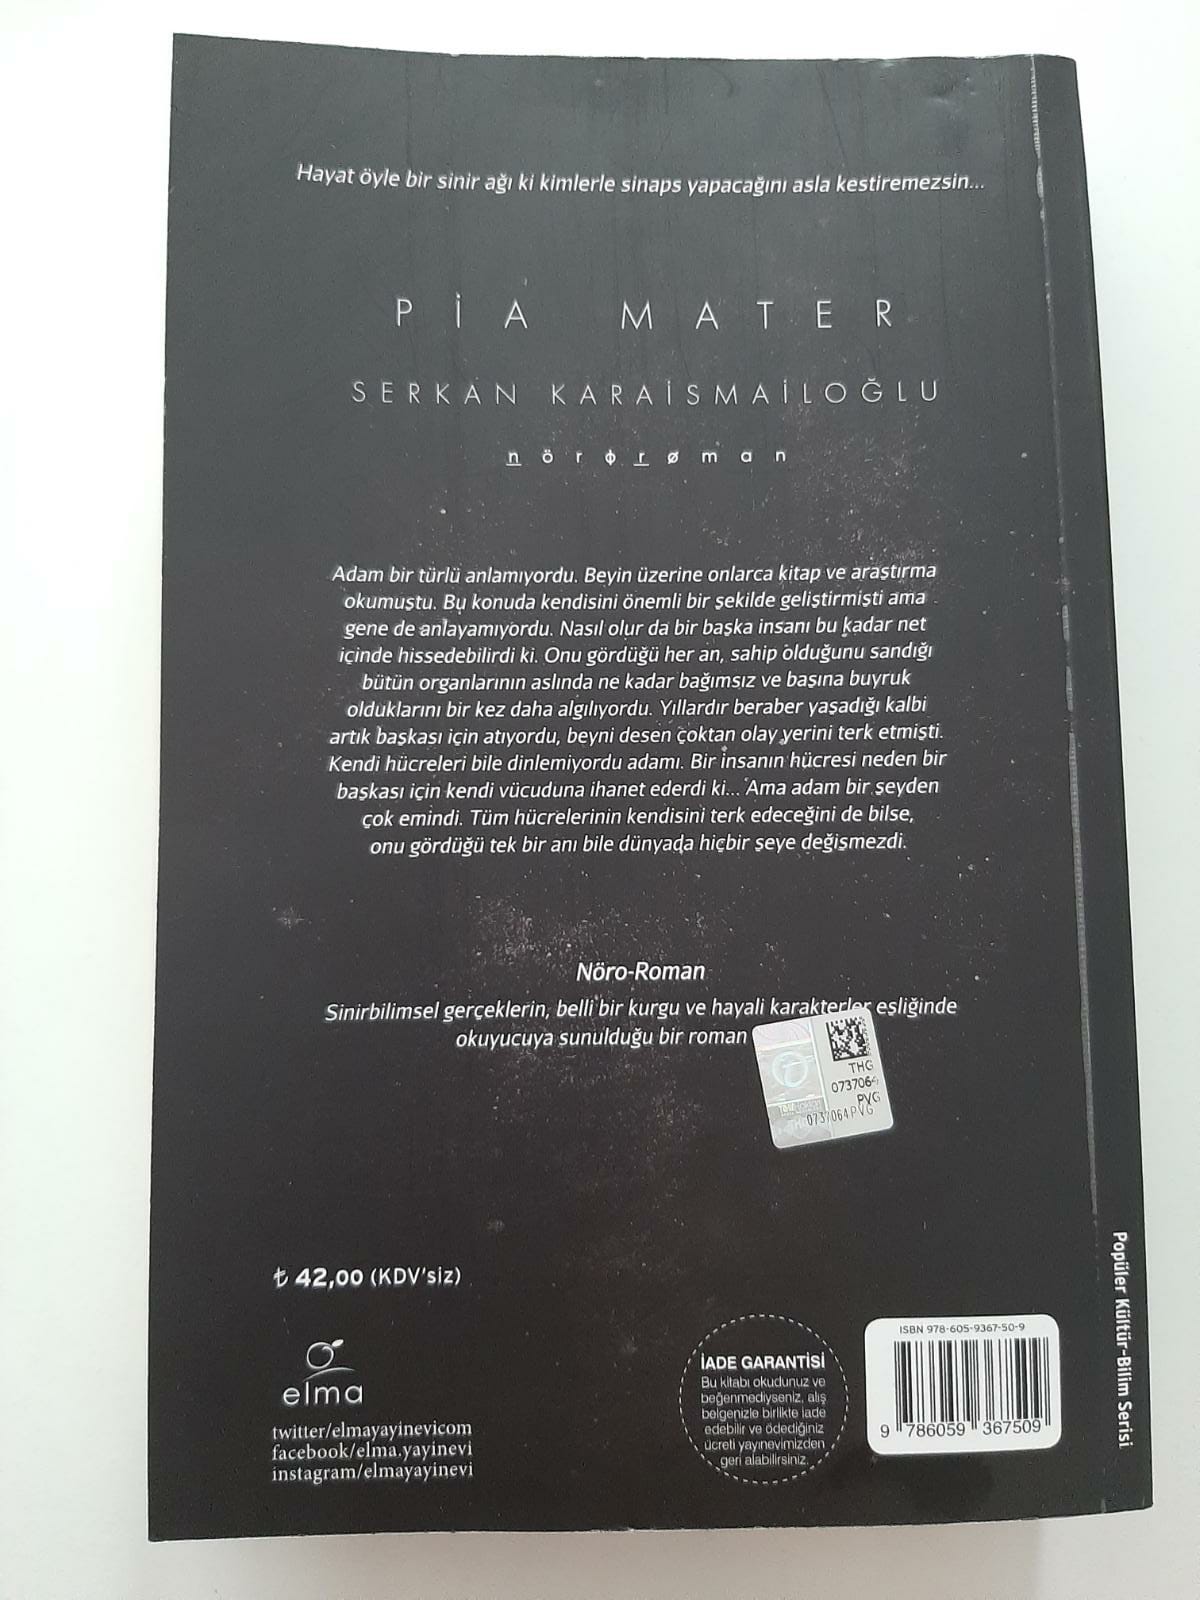 Hayat öyle bir sinir ağı ki kimlerle sinaps yapacağını asla kestiremezsin...
PİA MATER
SERKAN KARAİSMAİLOĞLU
nörφrøman
Adam bir türlü anlamıyordu. Beyin üzerine onlarca kitap ve araştırma
okumuştu. Bu konuda kendisini önemli bir şekilde geliştirmişti ama
gene de anlayamıyordu. Nasıl olur da bir başka insanı bu kadar net
içinde hissedebilirdi ki. Onu gördüğü her an, sahip olduğunu sandığı
bütün organlarının aslında ne kadar bağımsız ve başına buyruk
olduklarını bir kez daha algılıyordu. Yıllardır beraber yaşadığı kalbi
artık başkası için atıyordu, beyni desen çoktan olay yerini terk etmişti.
Kendi hücreleri bile dinlemiyordu adamı. Bir insanın hücresi neden bir
başkası için kendi vücuduna ihanet ederdi ki... Ama adam bir şeyden
çok emindi. Tüm hücrelerinin kendisini terk edeceğini de bilse,
onu gördüğü tek bir anı bile dünyada hiçbir şeye değişmezdi.
Nöro-Roman
Sinirbilimsel gerçeklerin, belli bir kurgu ve hayali karakterler eşliğinde
okuyucuya sunulduğu bir roman
THG
0737064
PVG
0737064PVG
₺ 42,00 (KDV'siz)
elma
twitter/elmayayinevicom
facebook/elma.yayinevi
instagram/elmayayinevi
İADE GARANTİSİ
Bu kitabı okudunuz ve
beğenmediyseniz, alış
belgenizle birlikte iade
edebilir ve ödediğiniz
ücreti yayınevimizden
geri alabilirsiniz.
ISBN 978-605-9367-50-9
9 786059 367509
Popüler Kültür-Bilim Serisi